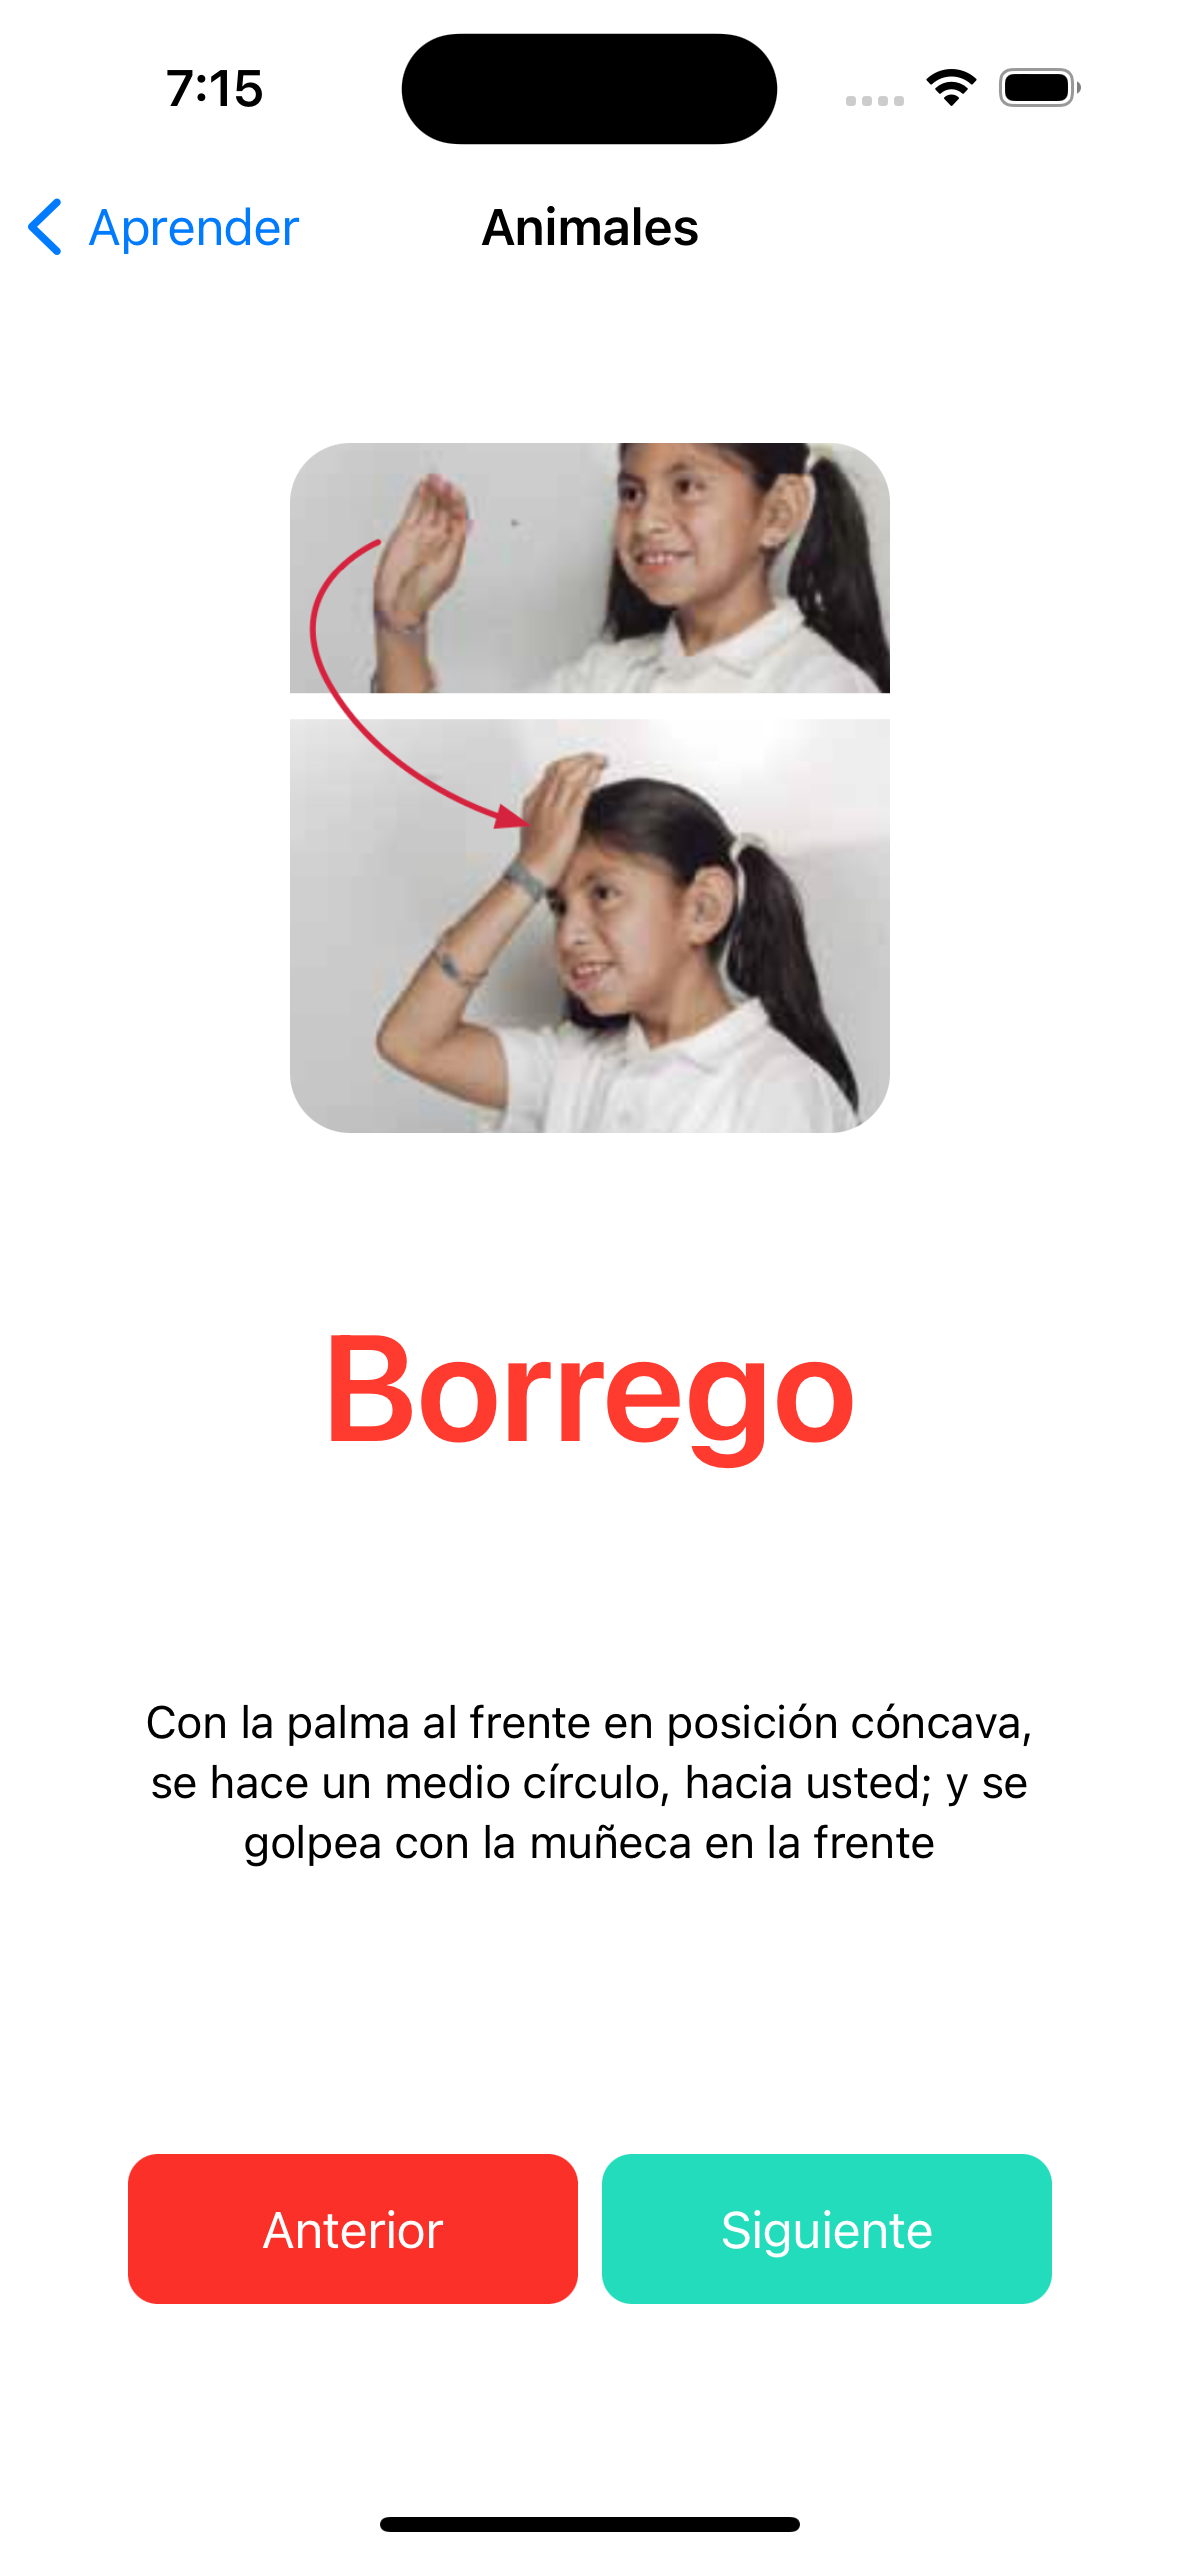 7:15
Aprender
Animales
Borrego
Con la palma al frente en posición cóncava,
se hace un medio círculo, hacia usted; y se
golpea con la muñeca en la frente
Anterior
Siguiente